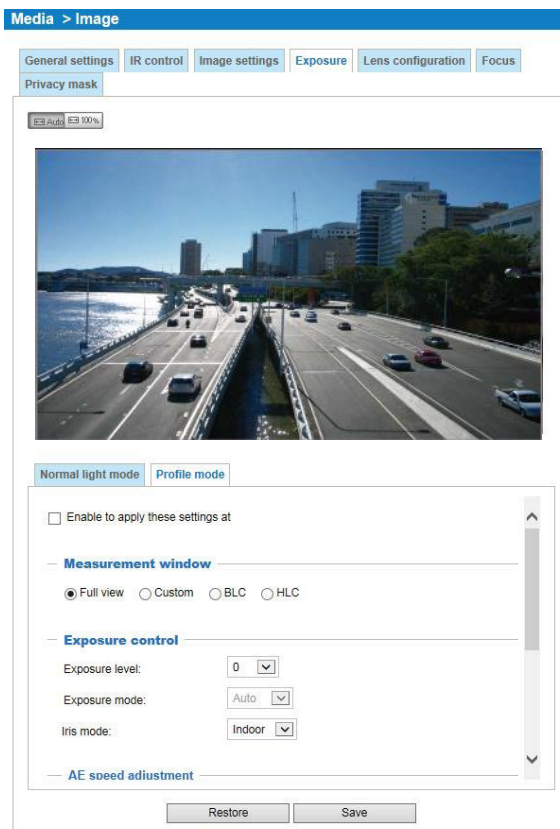 Media > Image
General settings IR control Image settings Exposure Lens configuration Focus
Privacy mask
Auto 100%
Normal light mode Profile mode
Enable to apply these settings at
Measurement window
Full view Custom BLC HLC
Exposure control
Exposure level: 0
Exposure mode: Auto
Iris mode: Indoor
AE speed adjustment
Restore Save